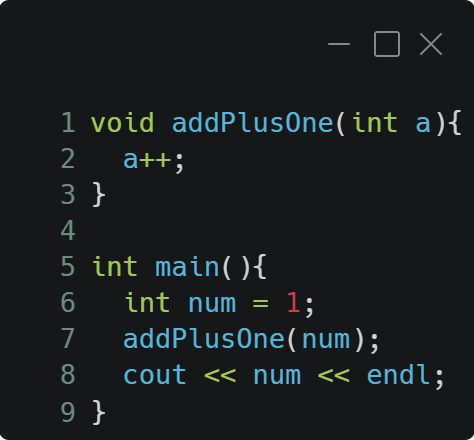 1 void addPlusOne(int a){
2   a++;
3 }
4
5 int main(){
6   int num = 1;
7   addPlusOne(num);
8   cout << num << endl;
9 }